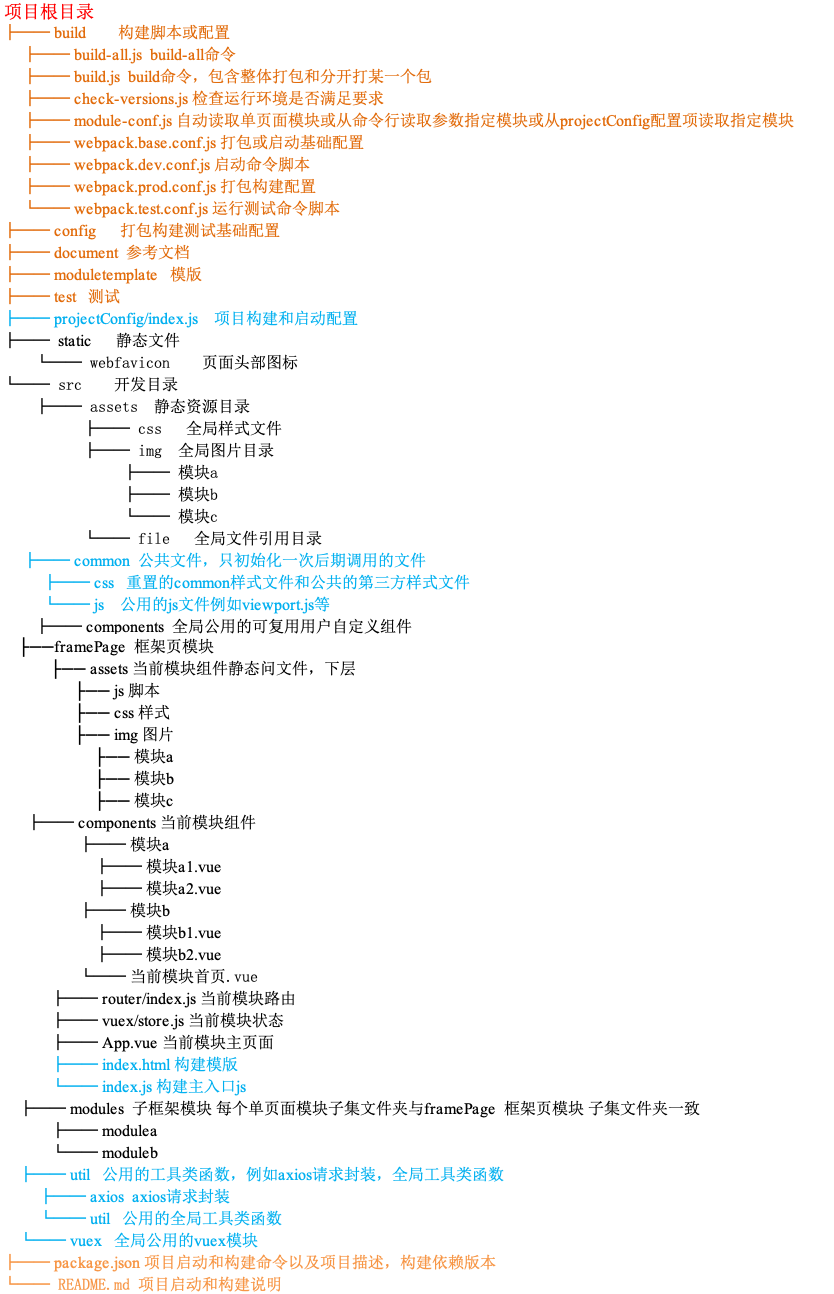 项目根目录
├── build 构建脚本或配置
├── build-all.js build-all命令
├── build.js build命令，包含整体打包和分开打某一个包
├── check-versions.js 检查运行环境是否满足要求
├── module-conf.js 自动读取单页面模块或从命令行读取参数指定模块或从projectConfig配置项读取指定模块
├── webpack.base.conf.js 打包或启动基础配置
├── webpack.dev.conf.js 启动命令脚本
├── webpack.prod.conf.js 打包构建配置
└── webpack.test.conf.js 运行测试命令脚本
├── config 打包构建测试基础配置
├── document 参考文档
├── moduletemplate 模版
├── test 测试
├── projectConfig/index.js 项目构建和启动配置
├── static 静态文件
└── webfavicon 页面头部图标
└── src 开发目录
├── assets 静态资源目录
├── css 全局样式文件
├── img 全局图片目录
├── 模块a
├── 模块b
└── 模块c
└── file 全局文件引用目录
├── common 公共文件，只初始化一次后期调用的文件
├── css 重置的common样式文件和公共的第三方样式文件
└── js 公用的js文件例如viewport.js等
├── components 全局公用的可复用用户自定义组件
├──framePage 框架页模块
├── assets 当前模块组件静态问文件，下层
├── js 脚本
├── css 样式
├── img 图片
├── 模块a
├── 模块b
├── 模块c
├── components 当前模块组件
├── 模块a
├── 模块a1.vue
├── 模块a2.vue
├── 模块b
├── 模块b1.vue
├── 模块b2.vue
└── 当前模块首页.vue
├── router/index.js 当前模块路由
├── vuex/store.js 当前模块状态
├── App.vue 当前模块主页面
├── index.html 构建模版
└── index.js 构建主入口js
├── modules 子框架模块 每个单页面模块子集文件夹与framePage 框架页模块 子集文件夹一致
├── modulea
└── moduleb
├── util 公用的工具类函数，例如axios请求封装，全局工具类函数
├── axios axios请求封装
└── util 公用的全局工具类函数
└── vuex 全局公用的vuex模块
├── package.json 项目启动和构建命令以及项目描述，构建依赖版本
└── README.md 项目启动和构建说明